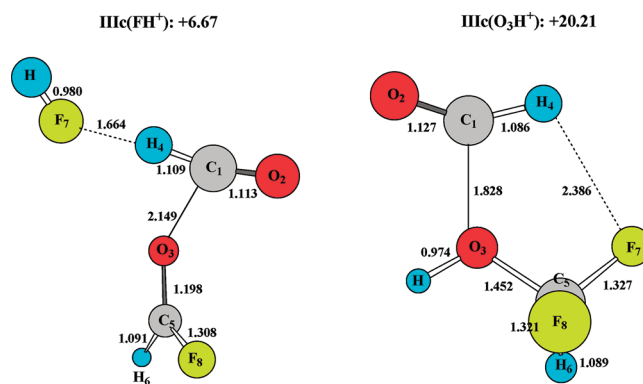 IIIc(FH⁺): +6.67
H
0.980
F₇
1.664
H₄
1.109
C₁
1.113
O₂
2.149
O₃
1.198
C₅
1.091
1.308
H₆
F₈
IIIc(O₃H⁺): +20.21
O₂
1.127
C₁
1.086
H₄
1.828
2.386
0.974
O₃
H
1.452
C₅
F₇
1.327
1.321
F₈
H₆
1.089